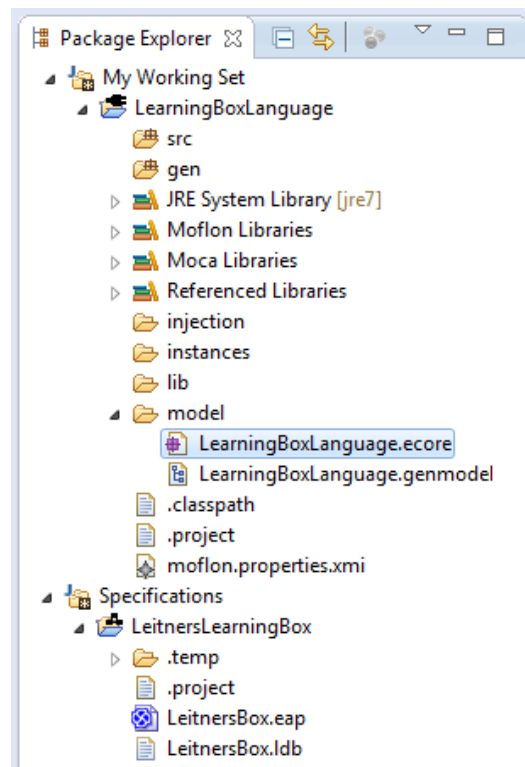 Package Explorer
My Working Set
LearningBoxLanguage
src
gen
JRE System Library [jre7]
Moflon Libraries
Moca Libraries
Referenced Libraries
injection
instances
lib
model
LearningBoxLanguage.ecore
LearningBoxLanguage.genmodel
.classpath
.project
moflon.properties.xmi
Specifications
LeitnersLearningBox
.temp
.project
LeitnersBox.eap
LeitnersBox.ldb